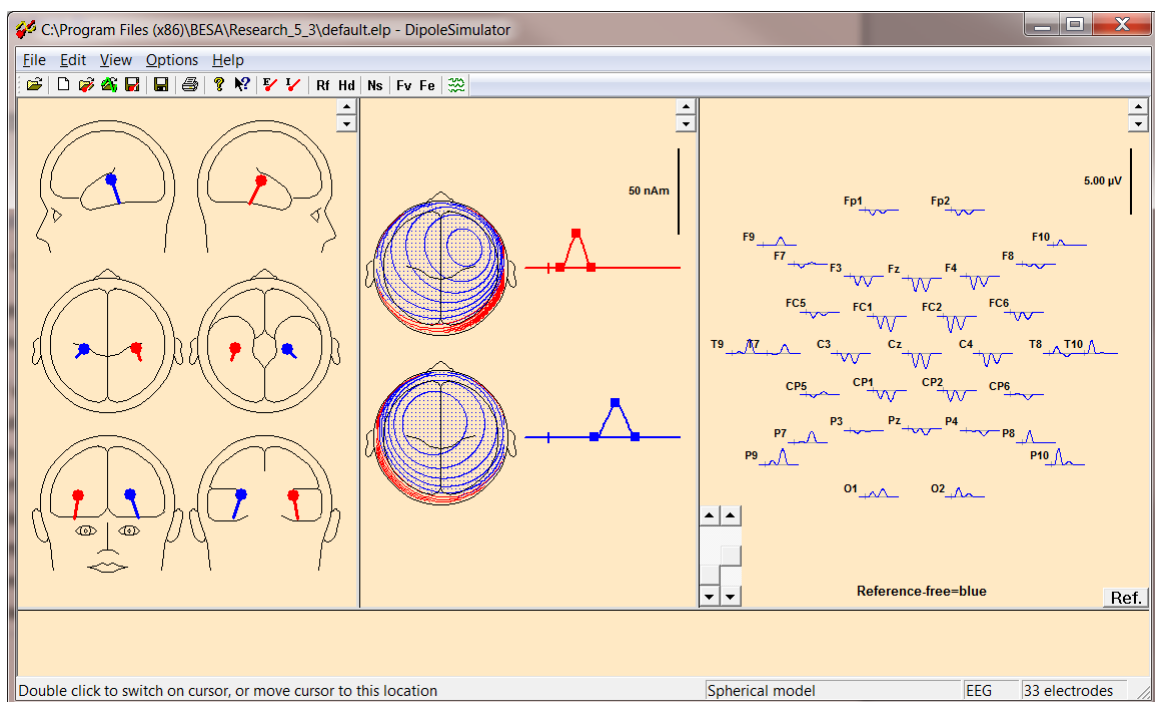 C:\Program Files (x86)\BESA\Research_5_3\default.elp - DipoleSimulator
File Edit View Options Help
E I Rf Hd Ns Fv Fe
50 nAm
5.00 µV
Fp1 Fp2
F9 F10
F7 F3 Fz F4 F8
FC5 FC1 FC2 FC6
T9 T7 C3 Cz C4 T8 T10
CP5 CP1 CP2 CP6
P7 P3 Pz P4 P8
P9 P10
O1 O2
Reference-free=blue
Ref.
Double click to switch on cursor, or move cursor to this location Spherical model EEG 33 electrodes